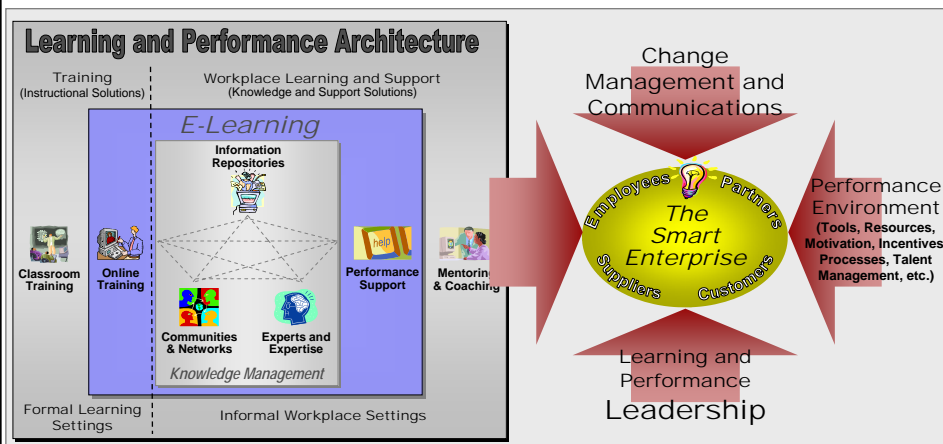 Learning and Performance Architecture
Training
(Instructional Solutions)
Workplace Learning and Support
(Knowledge and Support Solutions)
E-Learning
Information
Repositories
help
Classroom
Training
Online
Training
Performance
Support
Mentoring
& Coaching
Communities
& Networks
Experts and
Expertise
Knowledge Management
Formal Learning
Settings
Informal Workplace Settings
Change
Management and
Communications
Employees
Partners
The
Smart
Enterprise
Suppliers
Customers
Performance
Environment
(Tools, Resources,
Motivation, Incentives
Processes, Talent
Management, etc.)
Learning and
Performance
Leadership